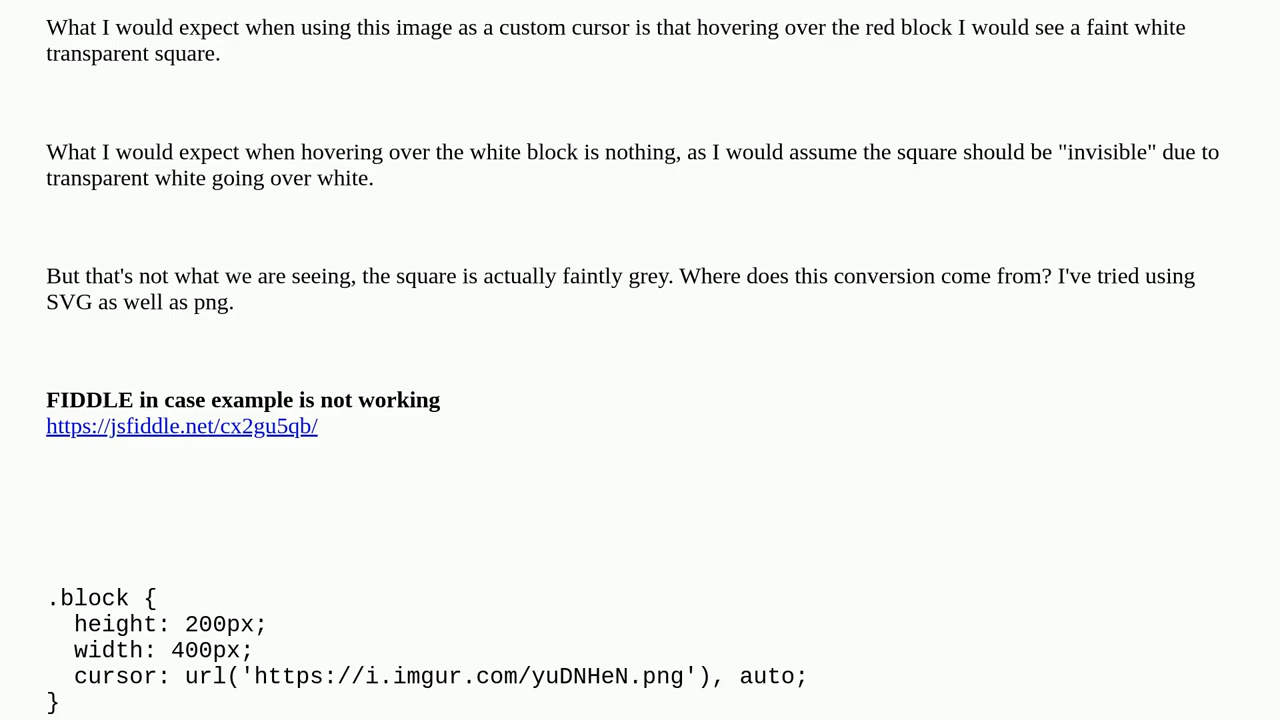 What I would expect when using this image as a custom cursor is that hovering over the red block I would see a faint white
transparent square.
What I would expect when hovering over the white block is nothing, as I would assume the square should be "invisible" due to
transparent white going over white.
But that's not what we are seeing, the square is actually faintly grey. Where does this conversion come from? I've tried using
SVG as well as png.
FIDDLE in case example is not working
https://jsfiddle.net/cx2gu5qb/
.block {
  height: 200px;
  width: 400px;
  cursor: url('https://i.imgur.com/yuDNHeN.png'), auto;
}